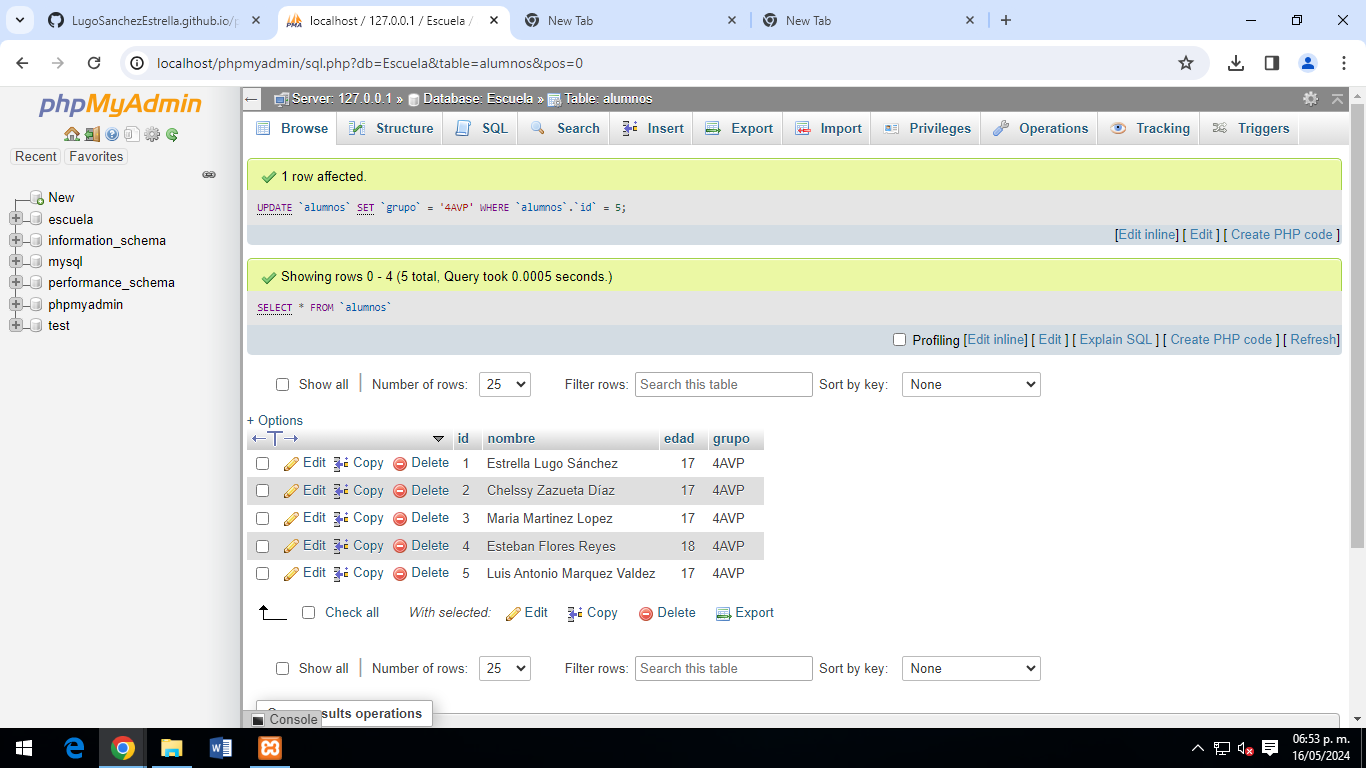 LugoSanchezEstrella.github.io/p
localhost / 127.0.0.1 / Escuela /
New Tab
New Tab
localhost/phpmyadmin/sql.php?db=Escuela&table=alumnos&pos=0
phpMyAdmin
Recent Favorites
New
escuela
information_schema
mysql
performance_schema
phpmyadmin
test
Server: 127.0.0.1 » Database: Escuela » Table: alumnos
Browse Structure SQL Search Insert Export Import Privileges Operations Tracking Triggers
1 row affected.
UPDATE `alumnos` SET `grupo` = '4AVP' WHERE `alumnos`.`id` = 5;
[Edit inline] [ Edit ] [ Create PHP code ]
Showing rows 0 - 4 (5 total, Query took 0.0005 seconds.)
SELECT * FROM `alumnos`
Profiling [Edit inline] [ Edit ] [ Explain SQL ] [ Create PHP code ] [ Refresh]
Show all | Number of rows: 25 Filter rows: Search this table Sort by key: None
+ Options
←T→ id nombre edad grupo
Edit Copy Delete 1 Estrella Lugo Sánchez 17 4AVP
Edit Copy Delete 2 Chelssy Zazueta Díaz 17 4AVP
Edit Copy Delete 3 Maria Martinez Lopez 17 4AVP
Edit Copy Delete 4 Esteban Flores Reyes 18 4AVP
Edit Copy Delete 5 Luis Antonio Marquez Valdez 17 4AVP
Check all With selected: Edit Copy Delete Export
Show all | Number of rows: 25 Filter rows: Search this table Sort by key: None
sults operations
Console
06:53 p. m.
16/05/2024